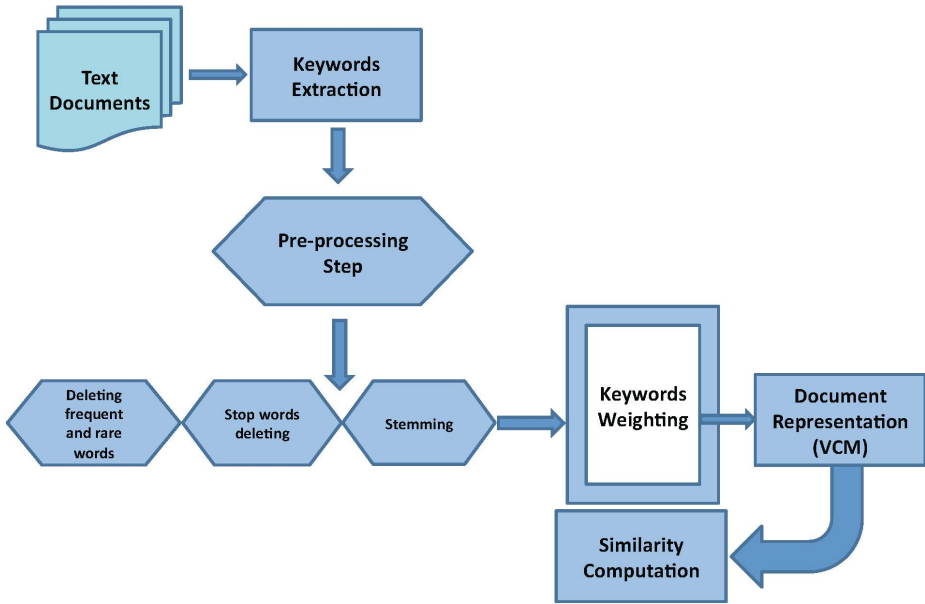 Text
Documents
Keywords
Extraction
Pre-processing
Step
Deleting
frequent
and rare
words
Stop words
deleting
Stemming
Keywords
Weighting
Document
Representation
(VCM)
Similarity
Computation